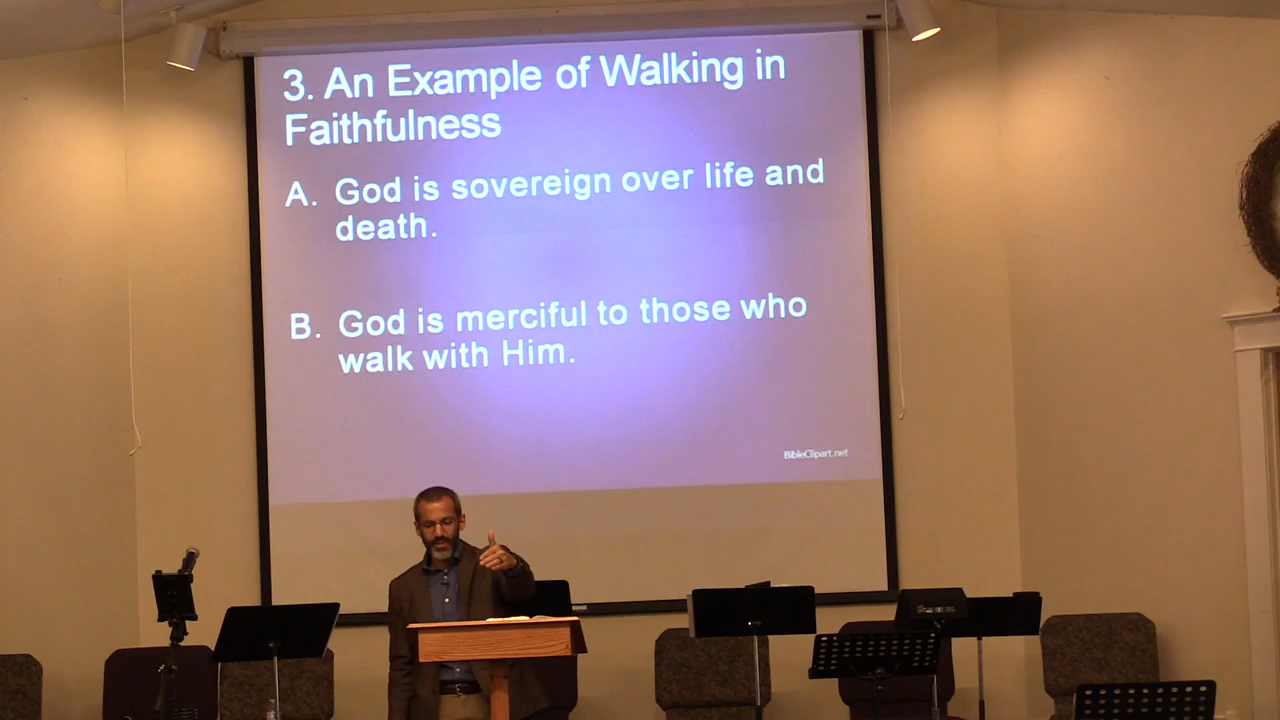 3. An Example of Walking in
Faithfulness
A. God is sovereign over life and
death.
B. God is merciful to those who
walk with Him.
BibleClipart.net